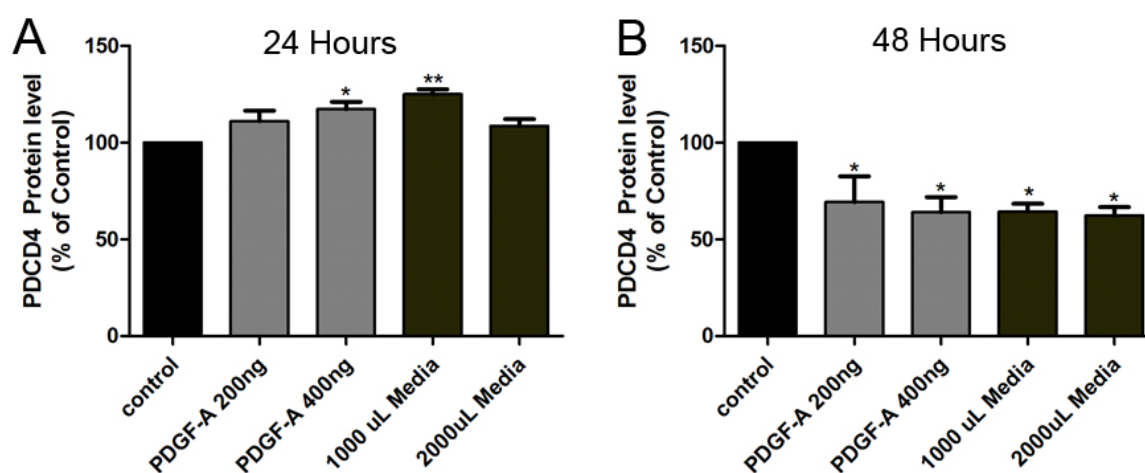 A
24 Hours
PDCD4 Protein level
(% of Control)
150
100
50
0
*
**
control
PDGF-A 200ng
PDGF-A 400ng
1000 uL Media
2000uL Media
B
48 Hours
PDCD4 Protein level
(% of Control)
150
100
50
0
*
*
*
*
control
PDGF-A 200ng
PDGF-A 400ng
1000 uL Media
2000uL Media